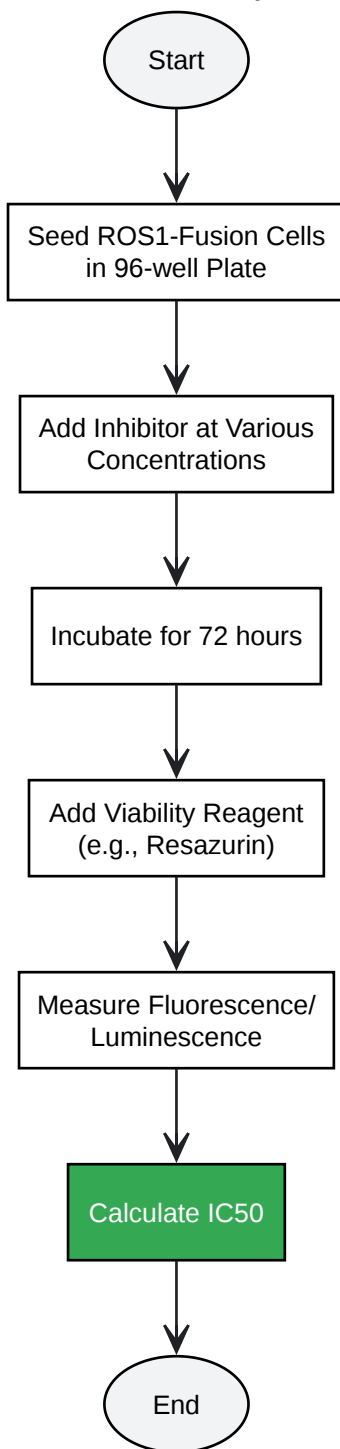 Start
Seed ROS1-Fusion Cells
in 96-well Plate
Add Inhibitor at Various
Concentrations
Incubate for 72 hours
Add Viability Reagent
(e.g., Resazurin)
Measure Fluorescence/
Luminescence
Calculate IC50
End